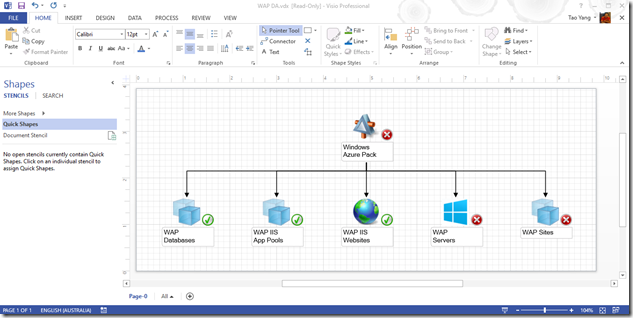 WAP DA.vdx [Read-Only] - Visio Professional
FILE HOME INSERT DESIGN DATA PROCESS REVIEW VIEW Tao Yang
Paste
Cut
Copy
Format Painter
Clipboard
Calibri 12pt.
Font
Paragraph
Pointer Tool
Connector
Text
Tools
Quick Styles
Fill
Line
Effects
Shape Styles
Align Position
Bring to Front
Send to Back
Group
Arrange
Change Shape
Find
Layers
Select
Editing
Shapes
STENCILS SEARCH
More Shapes
Quick Shapes
Document Stencil
No open stencils currently contain Quick
Shapes. Click on an individual stencil to
assign Quick Shapes.
Windows
Azure Pack
WAP
Databases
WAP IIS
App Pools
WAP IIS
Websites
WAP
Servers
WAP Sites
Page-0 All
PAGE 1 OF 1 ENGLISH (AUSTRALIA) 104%